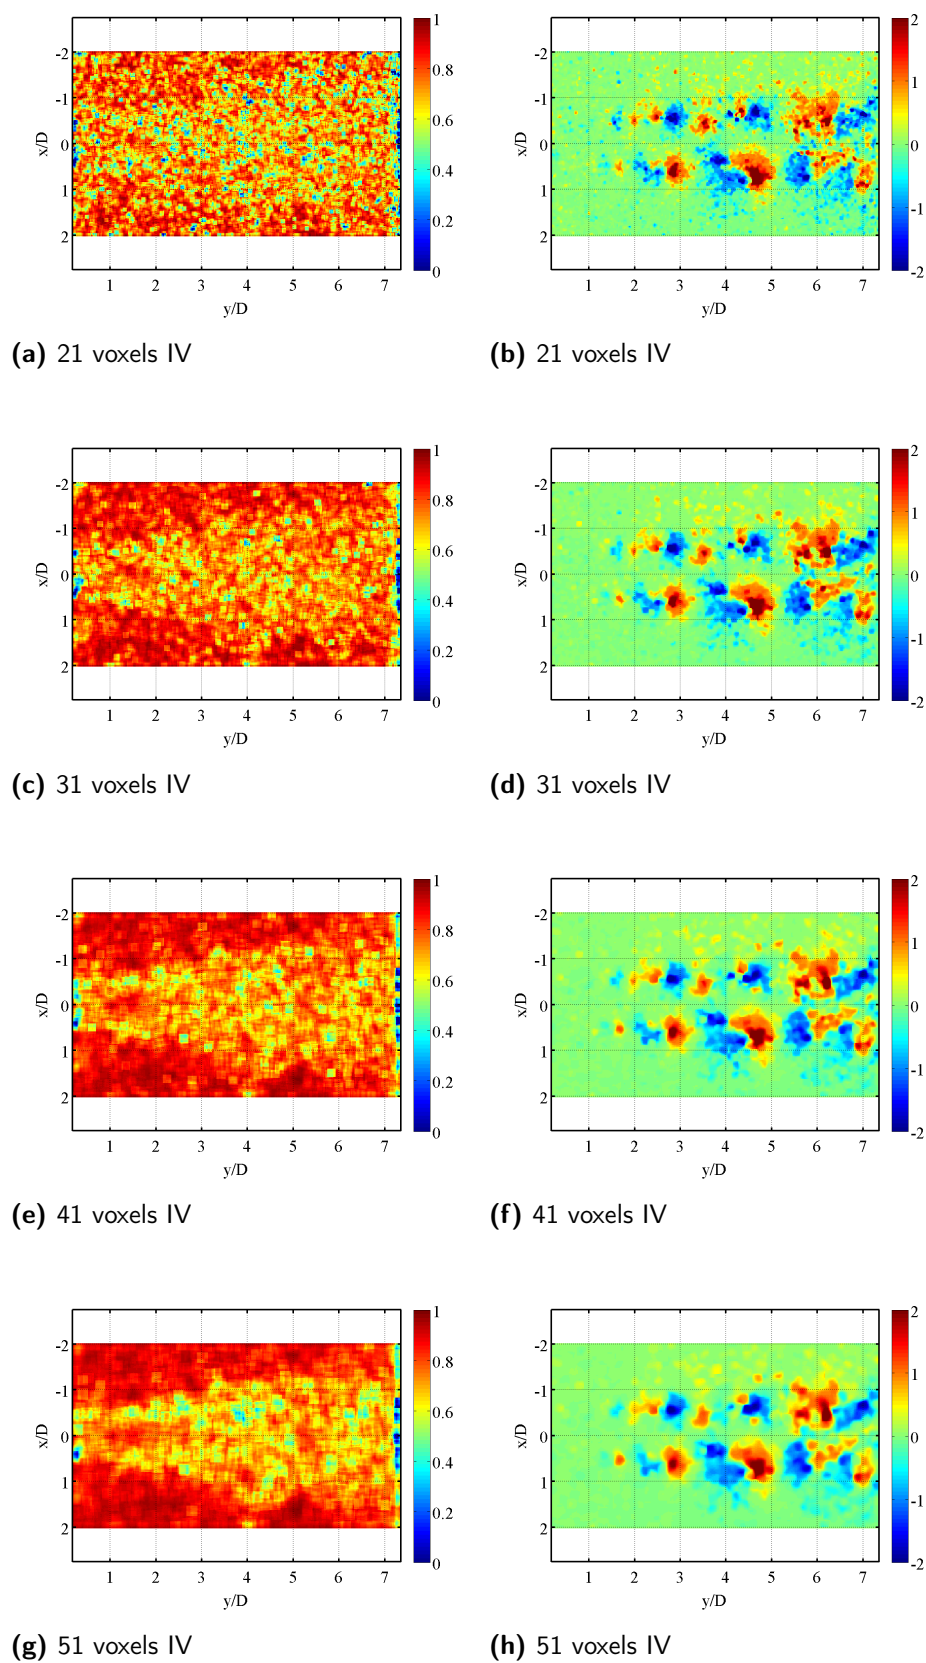 1 2
-2 0.8 -2 1
-1 -1
x/D 0 0.6 x/D 0 0
0.4
1 1 -1
2 0.2 2
0 -2
1 2 3 4 5 6 7 1 2 3 4 5 6 7
y/D y/D
(a) 21 voxels IV (b) 21 voxels IV
1 2
-2 0.8 -2 1
-1 -1
x/D 0 0.6 x/D 0 0
0.4
1 1 -1
2 0.2 2
0 -2
1 2 3 4 5 6 7 1 2 3 4 5 6 7
y/D y/D
(c) 31 voxels IV (d) 31 voxels IV
1 2
-2 0.8 -2 1
-1 -1
x/D 0 0.6 x/D 0 0
0.4
1 1 -1
2 0.2 2
0 -2
1 2 3 4 5 6 7 1 2 3 4 5 6 7
y/D y/D
(e) 41 voxels IV (f) 41 voxels IV
1 2
-2 0.8 -2 1
-1 -1
x/D 0 0.6 x/D 0 0
0.4
1 1 -1
2 0.2 2
0 -2
1 2 3 4 5 6 7 1 2 3 4 5 6 7
y/D y/D
(g) 51 voxels IV (h) 51 voxels IV